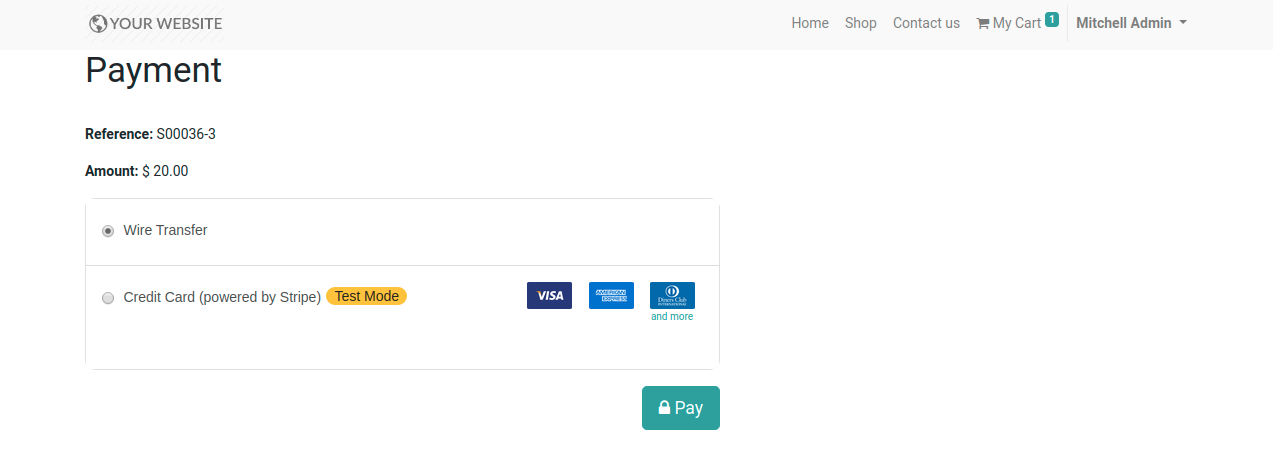 YOUR WEBSITE
Home Shop Contact us My Cart 1 Mitchell Admin
Payment
Reference: S00036-3
Amount: $ 20.00
Wire Transfer
Credit Card (powered by Stripe) Test Mode VISA AMERICAN EXPRESS Diners Club INTERNATIONAL
and more
Pay